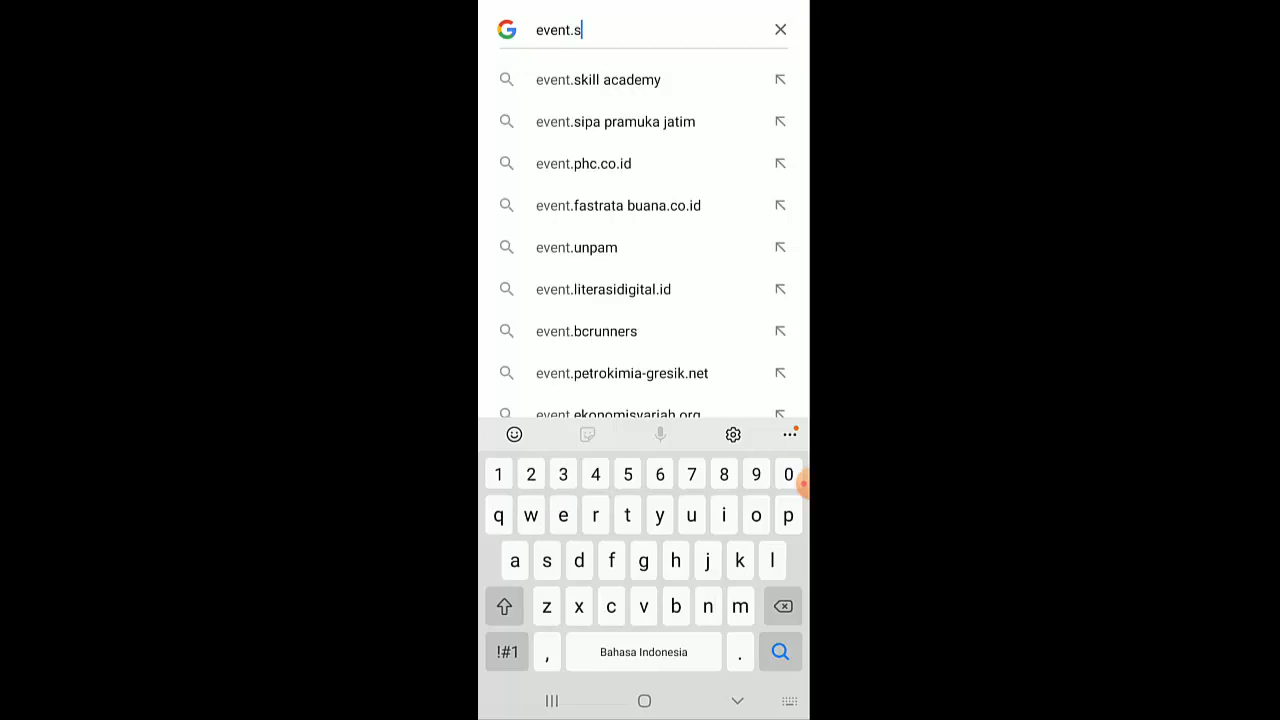 event.s
event.skill academy
event.sipa pramuka jatim
event.phc.co.id
event.fastrata buana.co.id
event.unpam
event.literasidigital.id
event.bcrunners
event.petrokimia-gresik.net
event.ekonomisyariah.org
1 2 3 4 5 6 7 8 9 0
q w e r t y u i o p
a s d f g h j k l
z x c v b n m
!#1 , Bahasa Indonesia .